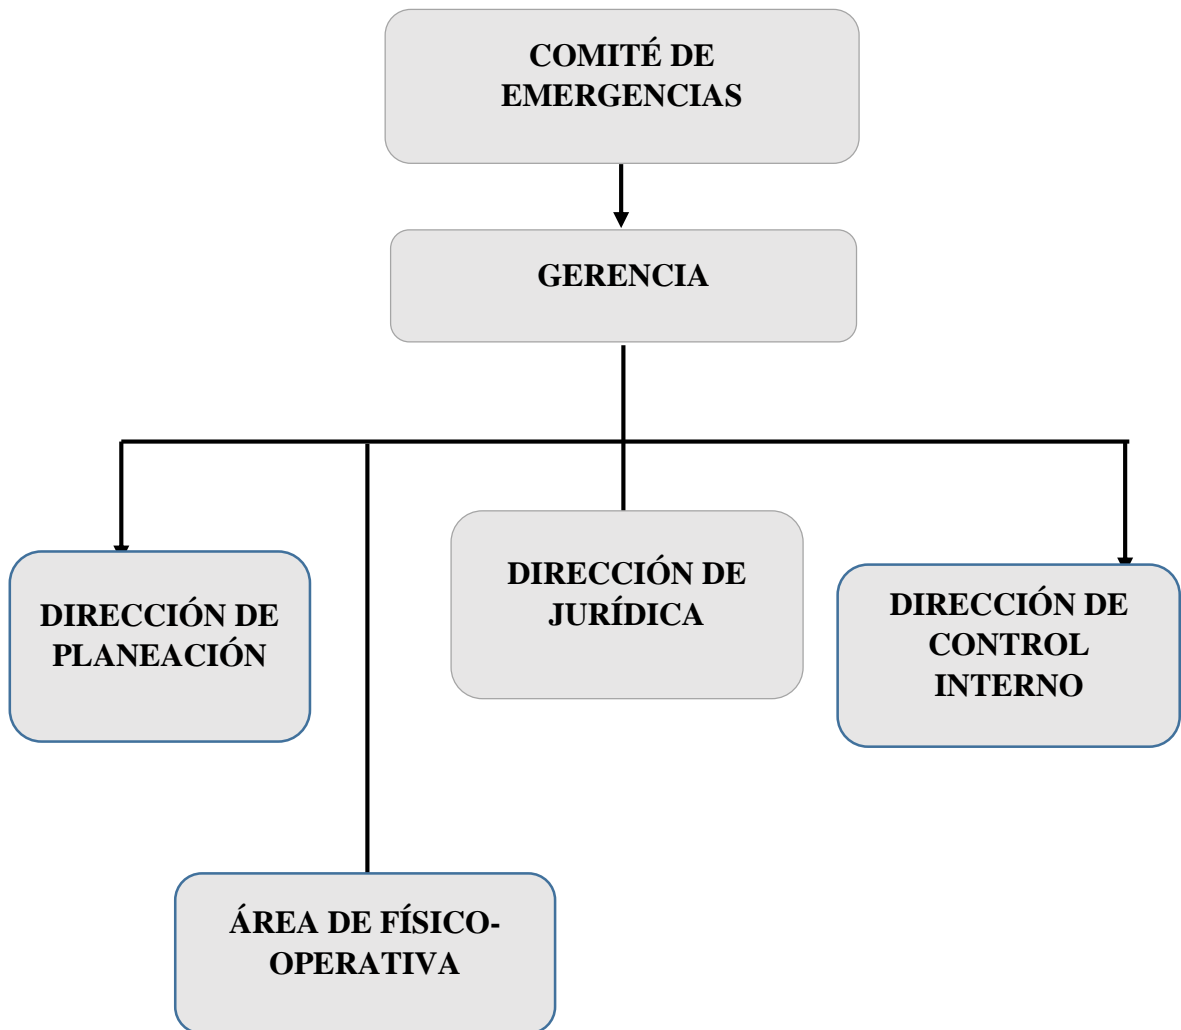 COMITÉ DE
EMERGENCIAS
GERENCIA
DIRECCIÓN DE
PLANEACIÓN
DIRECCIÓN DE
JURÍDICA
DIRECCIÓN DE
CONTROL
INTERNO
ÁREA DE FÍSICO-
OPERATIVA